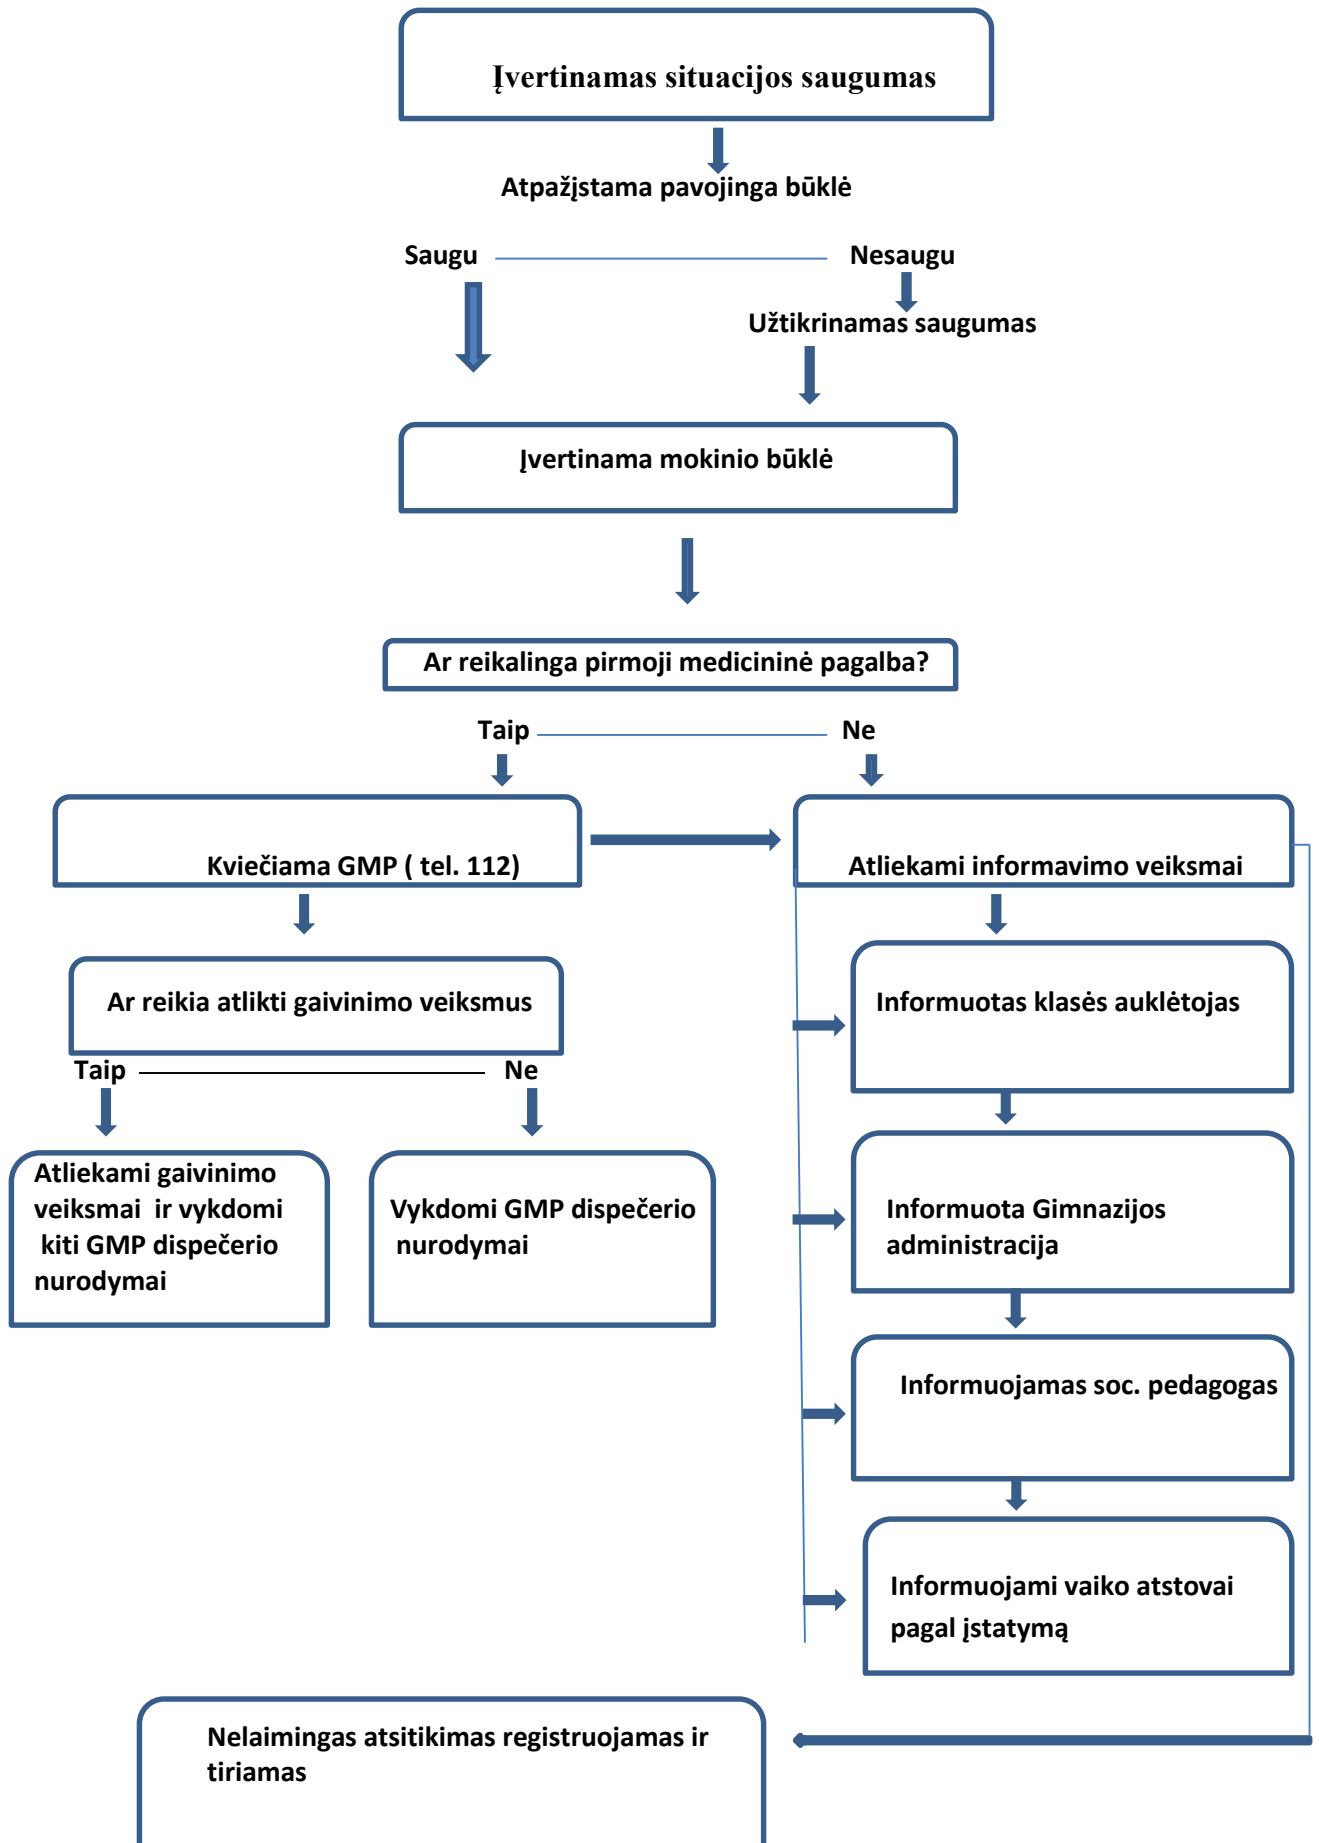 Įvertinamas situacijos saugumas
Atpažįstama pavojinga būklė
Saugu
Nesaugu
Užtikrinamas saugumas
Įvertinama mokinio būklė
Ar reikalinga pirmoji medicininė pagalba?
Taip
Ne
Kviečiama GMP ( tel. 112)
Atliekami informavimo veiksmai
Ar reikia atlikti gaivinimo veiksmus
Taip
Ne
Atliekami gaivinimo
veiksmai ir vykdomi
kiti GMP dispečerio
nurodymai
Vykdomi GMP dispečerio
nurodymai
Informuotas klasės auklėtojas
Informuota Gimnazijos
administracija
Informuojamas soc. pedagogas
Informuojami vaiko atstovai
pagal įstatymą
Nelaimingas atsitikimas registruojamas ir
tiriamas